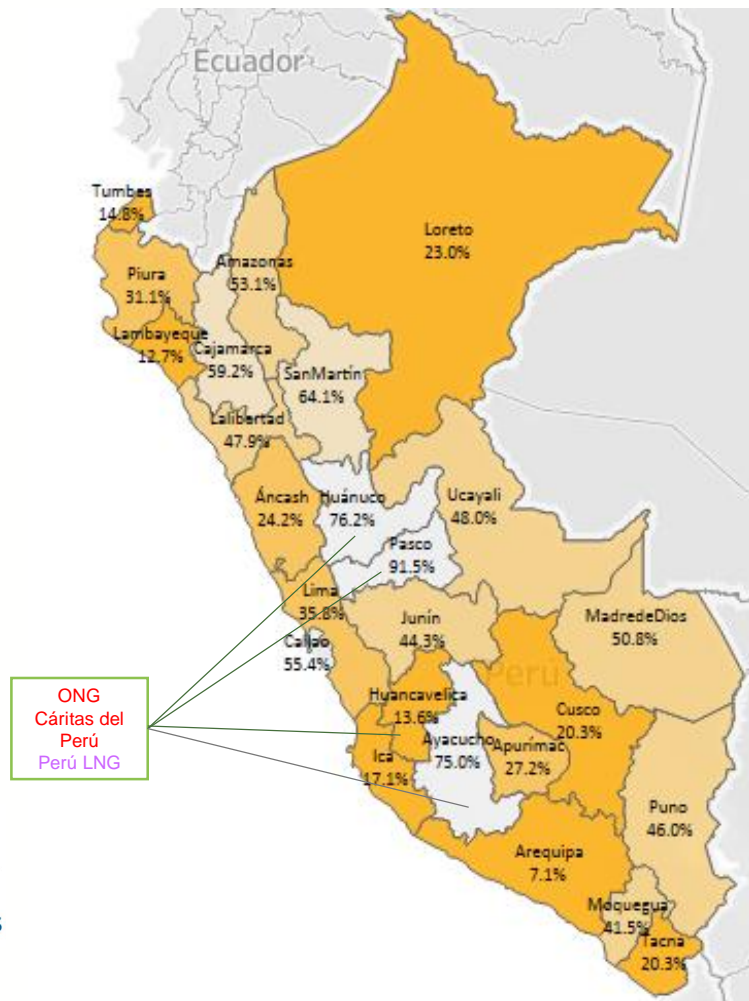 Ecuador
Tumbes
14.8%
Loreto
23.0%
Piura
31.1%
Amazonas
53.1%
Lambayeque
12.7%
Cajamarca
59.2%
SanMartín
64.1%
Lalibertad
47.9%
Áncash
24.2%
Huánuco
76.2%
Ucayali
48.0%
Pasco
91.5%
Lima
35.8%
Junín
44.3%
MadredeDios
50.8%
Callao
55.4%
Perú
ONG
Cáritas del
Perú
Perú LNG
Huancavelica
13.6%
Cusco
20.3%
Ayacucho
75.0%
Apurímac
27.2%
Ica
17.1%
Puno
46.0%
Arequipa
7.1%
Moquegua
41.5%
Tacna
20.3%
s